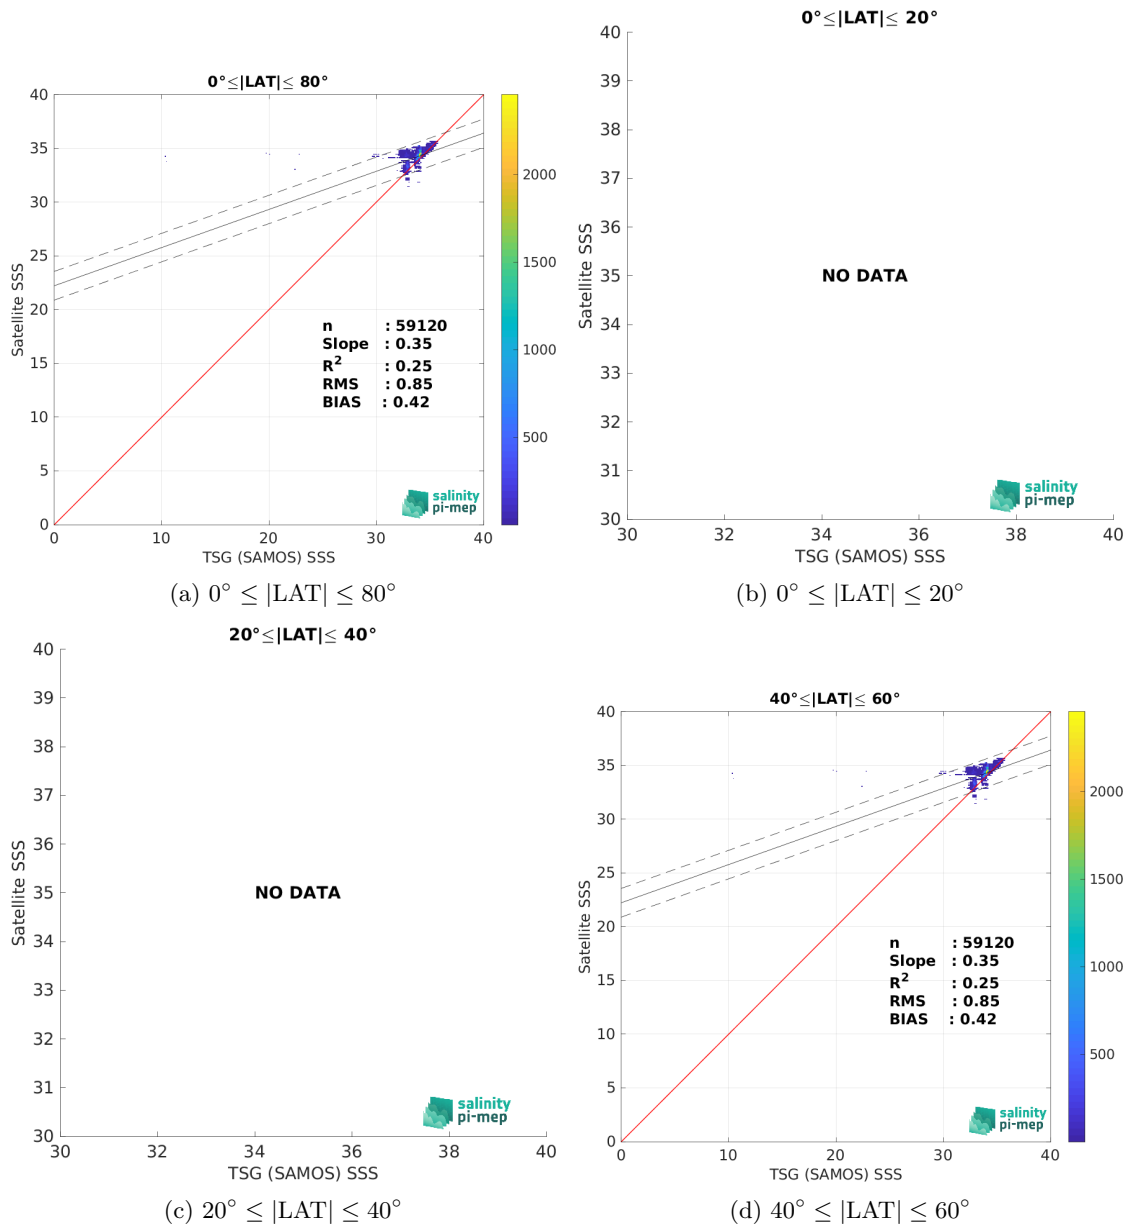 0°≤|LAT|≤ 80°
40
35
30
25
20
15
10
5
0
Satellite SSS
n : 59120
Slope : 0.35
R² : 0.25
RMS : 0.85
BIAS : 0.42
salinity
pi-mep
0 10 20 30 40
TSG (SAMOS) SSS
2000
1500
1000
500
(a) 0° ≤ |LAT| ≤ 80°
0°≤|LAT|≤ 20°
40
39
38
37
36
35
34
33
32
31
30
Satellite SSS
NO DATA
salinity
pi-mep
30 32 34 36 38 40
TSG (SAMOS) SSS
(b) 0° ≤ |LAT| ≤ 20°
20°≤|LAT|≤ 40°
40
39
38
37
36
35
34
33
32
31
30
Satellite SSS
NO DATA
salinity
pi-mep
30 32 34 36 38 40
TSG (SAMOS) SSS
(c) 20° ≤ |LAT| ≤ 40°
40°≤|LAT|≤ 60°
40
35
30
25
20
15
10
5
0
Satellite SSS
n : 59120
Slope : 0.35
R² : 0.25
RMS : 0.85
BIAS : 0.42
salinity
pi-mep
0 10 20 30 40
TSG (SAMOS) SSS
2000
1500
1000
500
(d) 40° ≤ |LAT| ≤ 60°